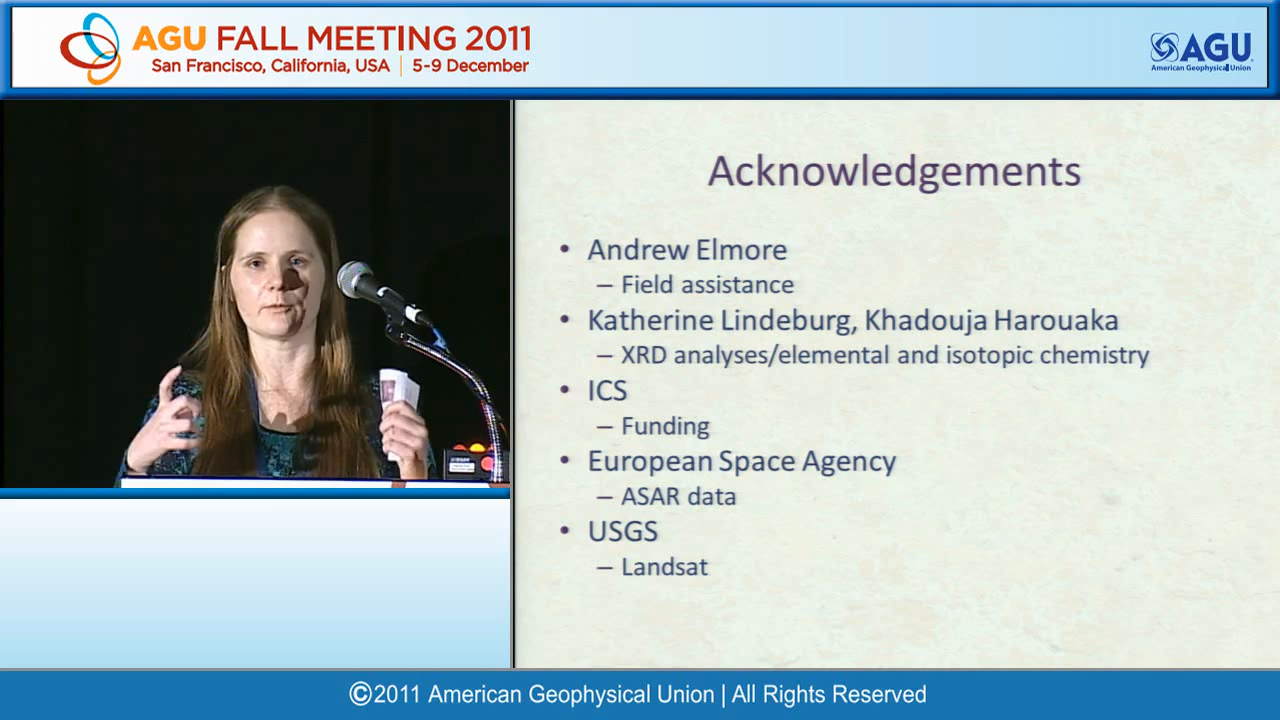 AGU FALL MEETING 2011
San Francisco, California, USA | 5-9 December
AGU
American Geophysical Union
Acknowledgements
• Andrew Elmore
– Field assistance
• Katherine Lindeburg, Khadouja Harouaka
– XRD analyses/elemental and isotopic chemistry
• ICS
– Funding
• European Space Agency
– ASAR data
• USGS
– Landsat
©2011 American Geophysical Union | All Rights Reserved